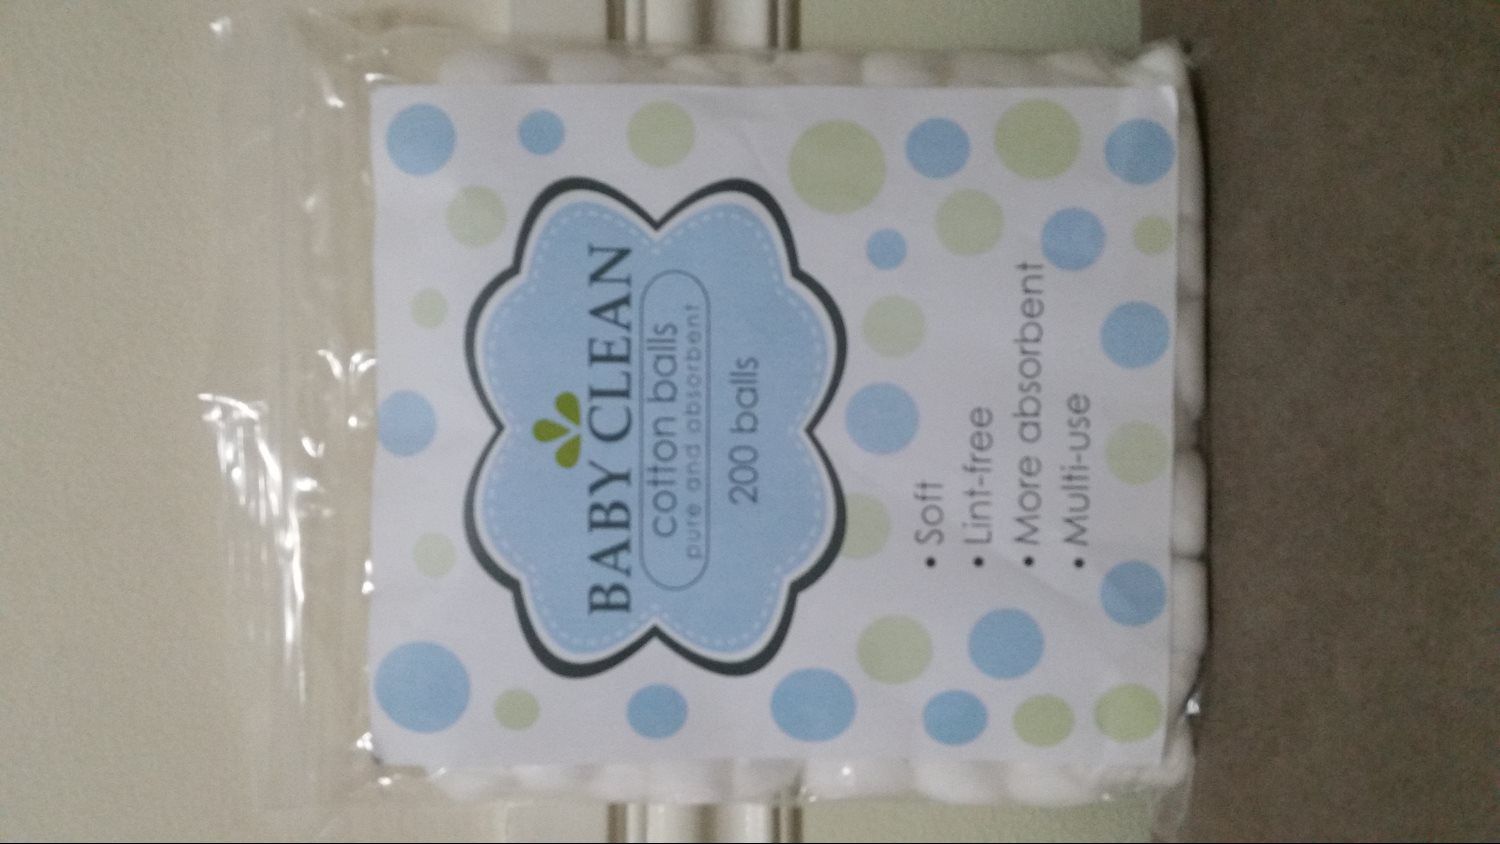 BABY CLEAN
cotton balls
pure and absorbent
200 balls
• Soft
• Lint-free
• More absorbent
• Multi-use